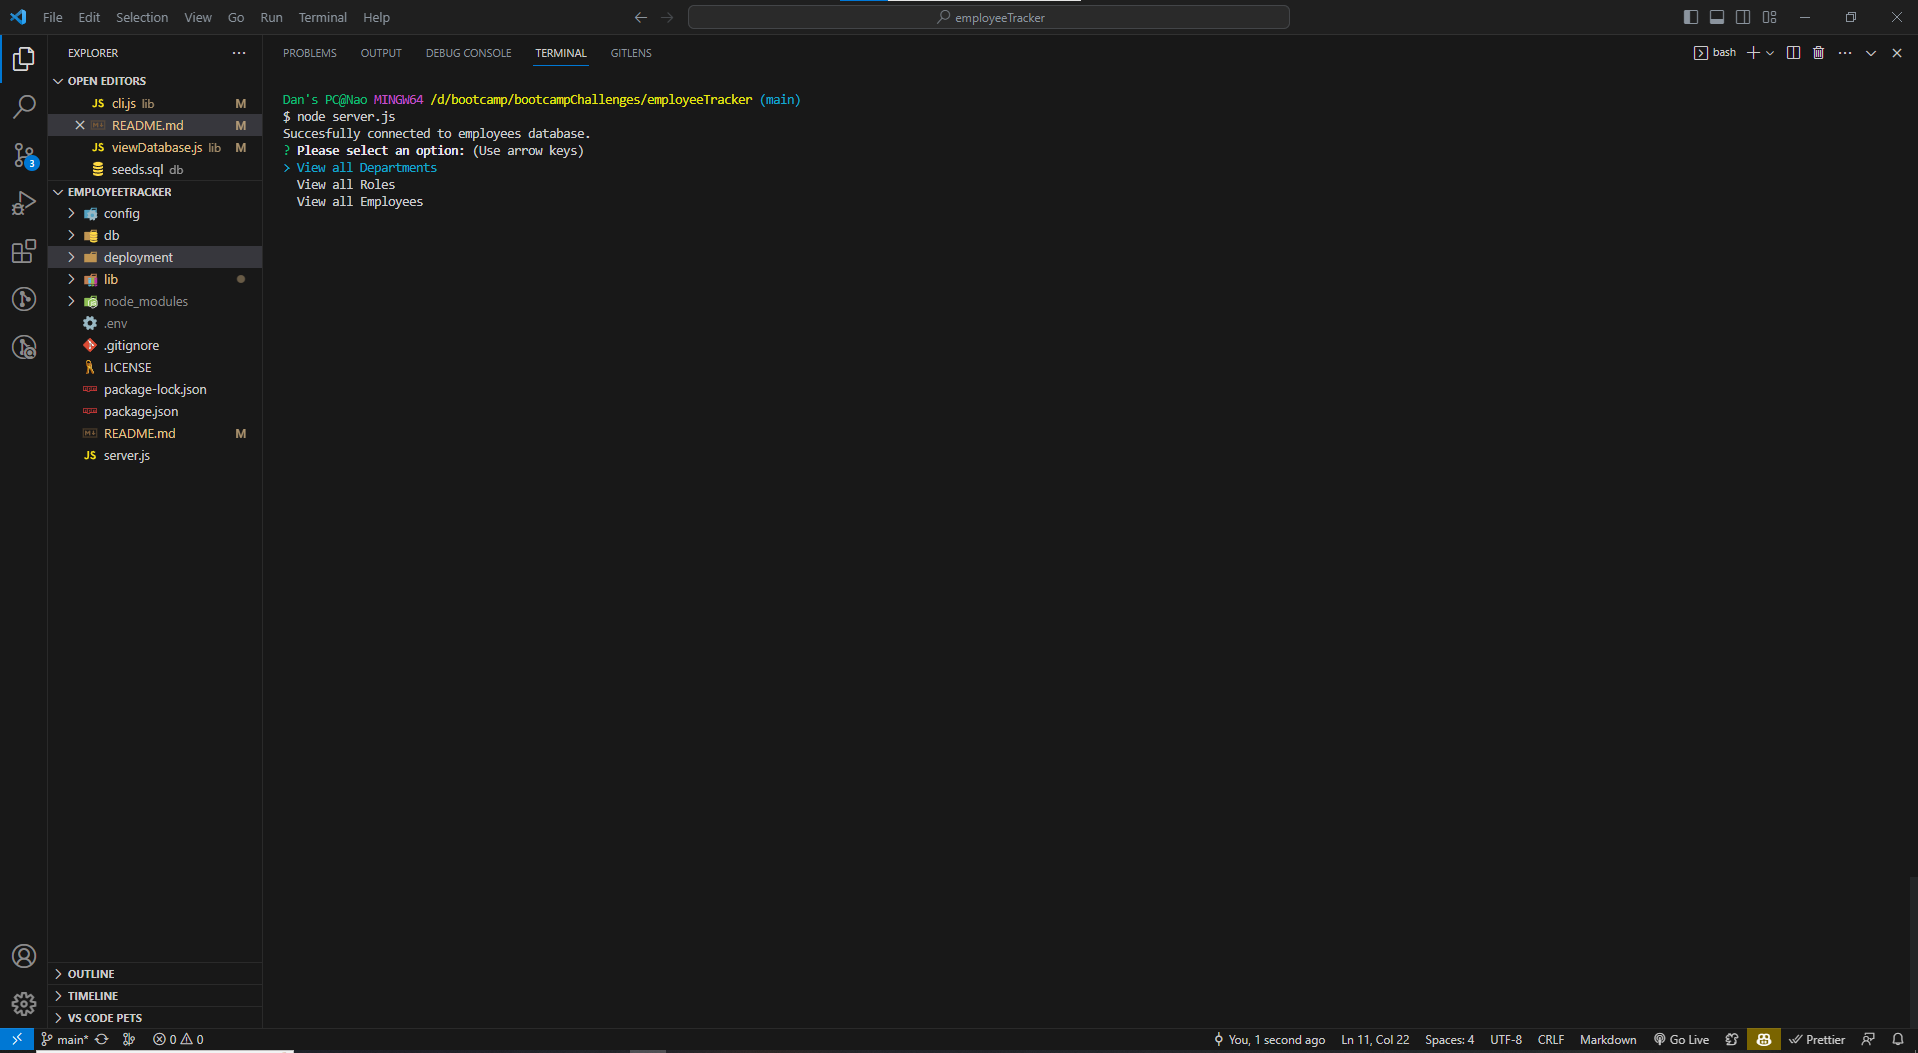 File Edit Selection View Go Run Terminal Help
employeeTracker
EXPLORER
PROBLEMS OUTPUT DEBUG CONSOLE TERMINAL GITLENS
bash
OPEN EDITORS
JS cli.js lib M
README.md M
JS viewDatabase.js lib M
seeds.sql db
3
EMPLOYEETRACKER
config
db
deployment
lib
node_modules
.env
.gitignore
LICENSE
package-lock.json
package.json
README.md M
JS server.js
Dan's PC@Nao MINGW64 /d/bootcamp/bootcampChallenges/employeeTracker (main)
$ node server.js
Succesfully connected to employees database.
? Please select an option: (Use arrow keys)
> View all Departments
View all Roles
View all Employees
OUTLINE
TIMELINE
VS CODE PETS
main* 0 0
You, 1 second ago Ln 11, Col 22 Spaces: 4 UTF-8 CRLF Markdown Go Live Prettier